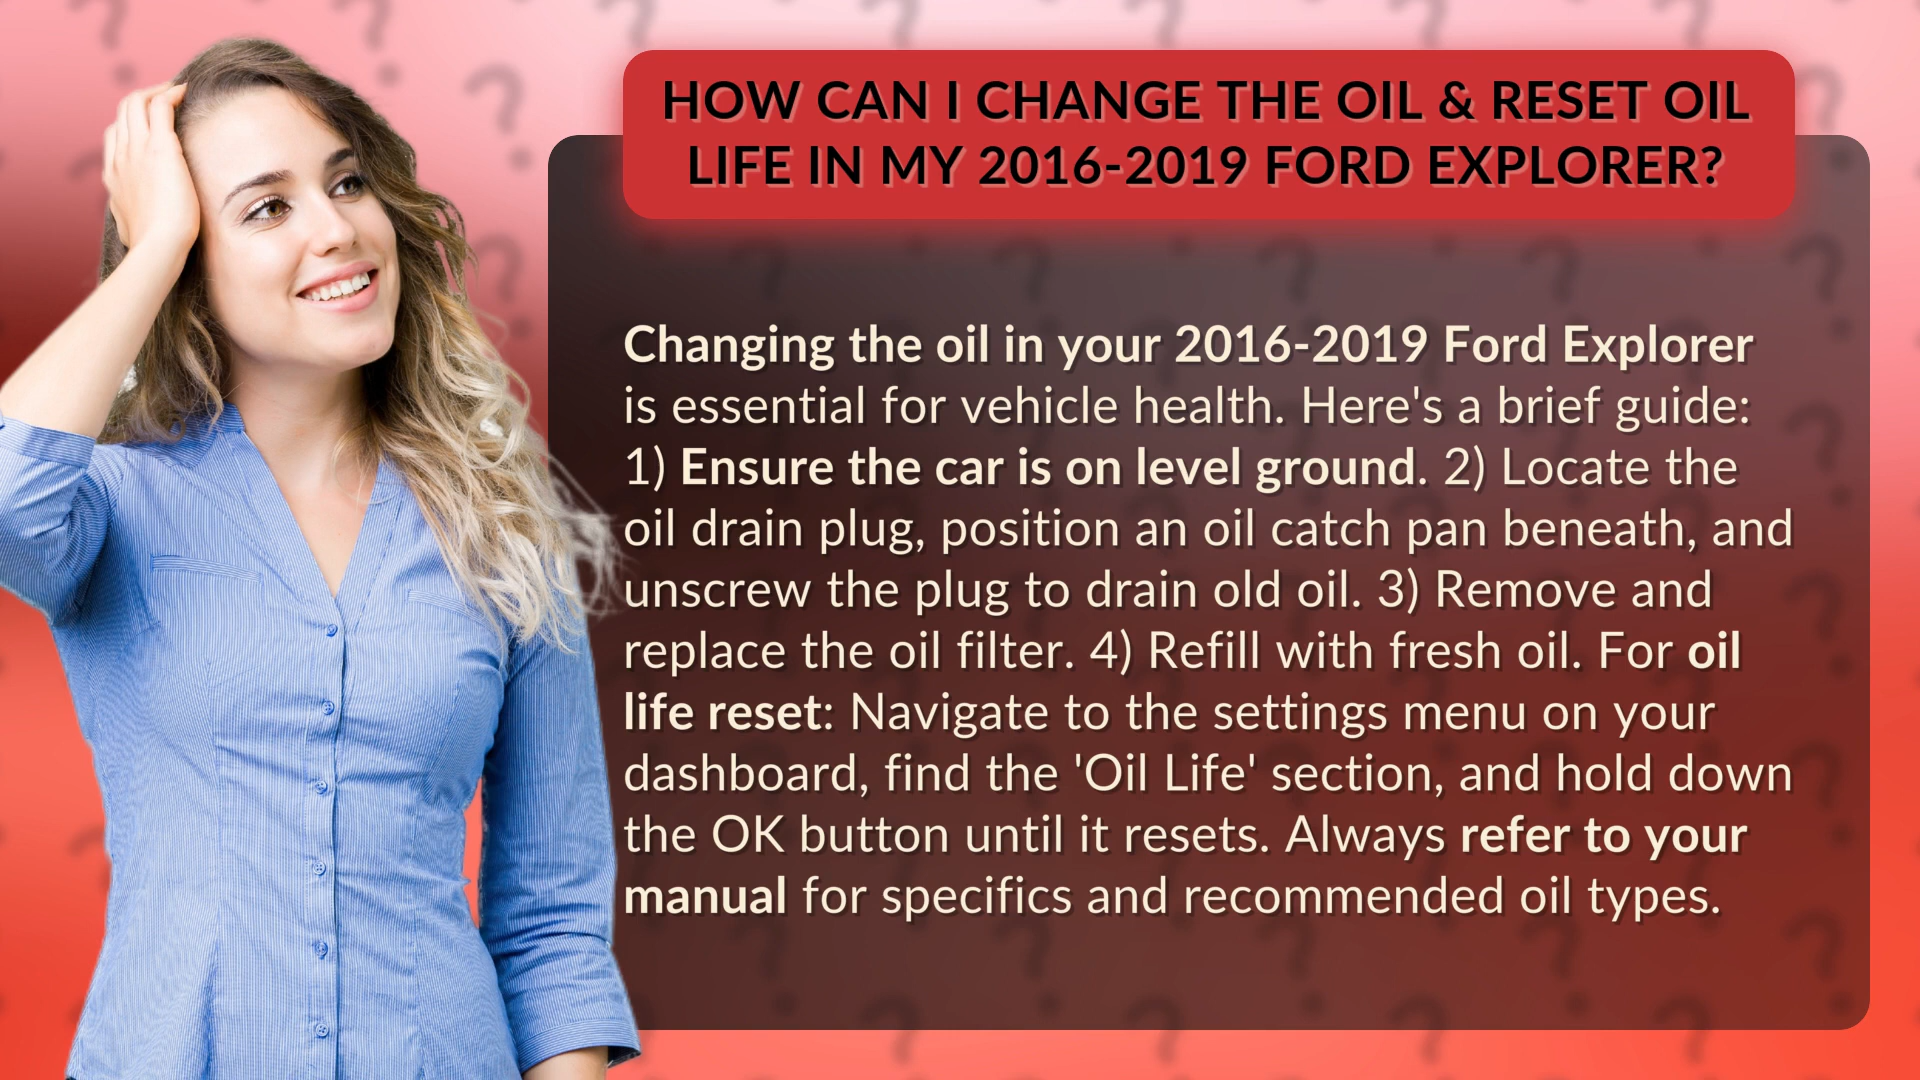 HOW CAN I CHANGE THE OIL & RESET OIL
LIFE IN MY 2016-2019 FORD EXPLORER?
Changing the oil in your 2016-2019 Ford Explorer
is essential for vehicle health. Here's a brief guide:
1) Ensure the car is on level ground. 2) Locate the
oil drain plug, position an oil catch pan beneath, and
unscrew the plug to drain old oil. 3) Remove and
replace the oil filter. 4) Refill with fresh oil. For oil
life reset: Navigate to the settings menu on your
dashboard, find the 'Oil Life' section, and hold down
the OK button until it resets. Always refer to your
manual for specifics and recommended oil types.